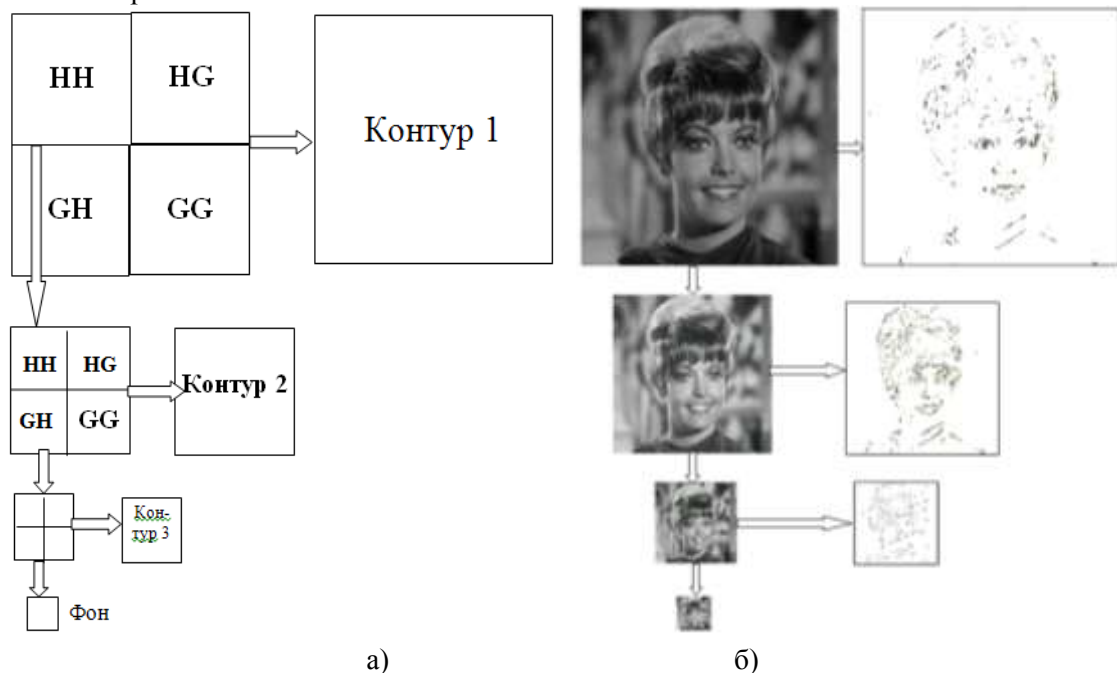 HH HG
Контур 1
GH GG
HH HG
Контур 2
GH GG
Кон-
тур 3
Фон
а) б)